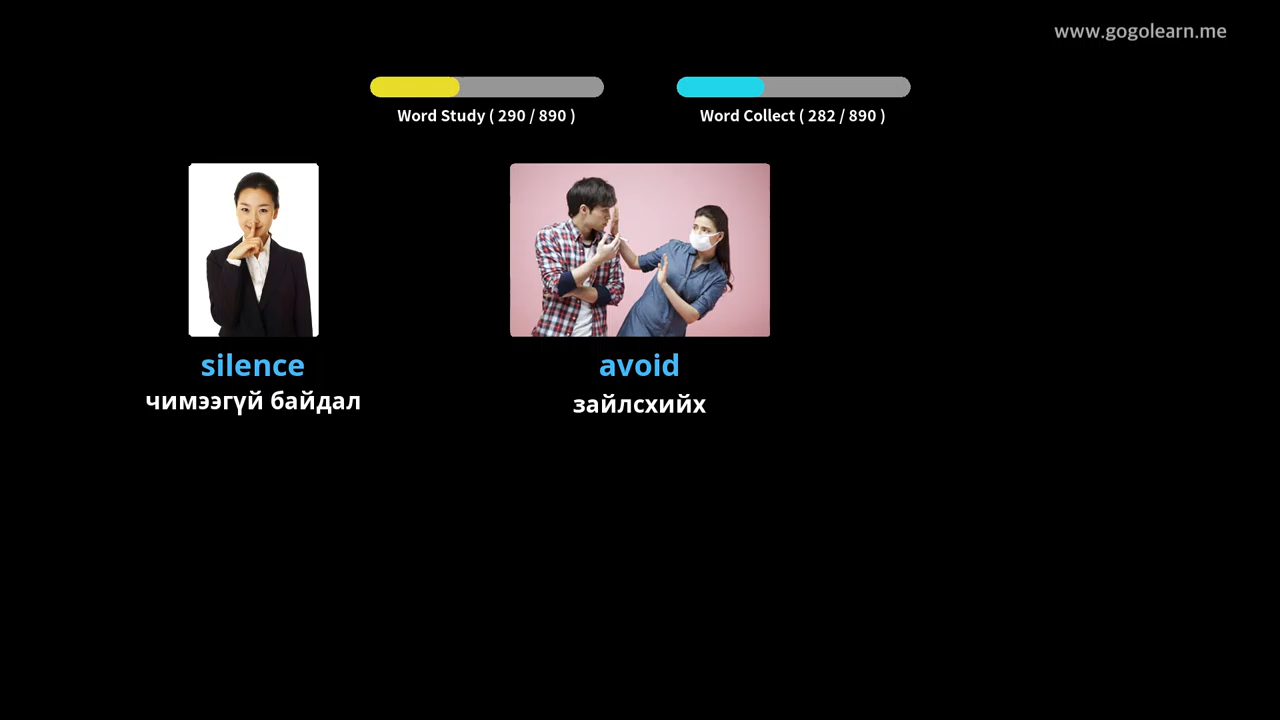 www.gogolearn.me
Word Study ( 290 / 890 )
Word Collect ( 282 / 890 )
silence
чимээгүй байдал
avoid
зайлсхийх